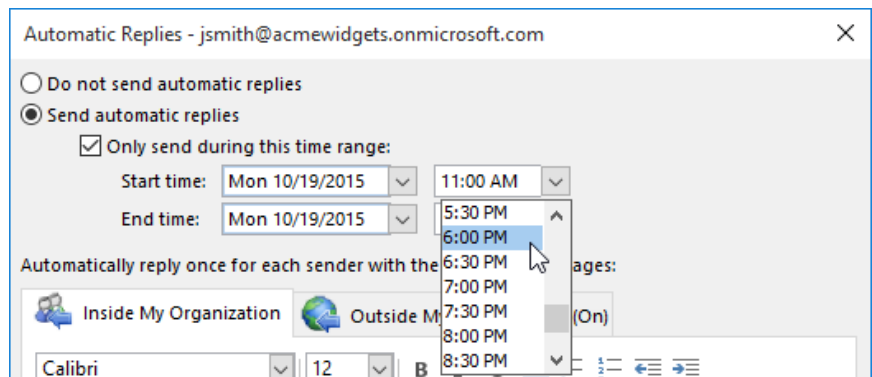 Automatic Replies - jsmith@acmewidgets.onmicrosoft.com
Do not send automatic replies
Send automatic replies
Only send during this time range:
Start time: Mon 10/19/2015 11:00 AM
End time: Mon 10/19/2015
5:30 PM
6:00 PM
6:30 PM
7:00 PM
7:30 PM
8:00 PM
8:30 PM
Automatically reply once for each sender with the ages:
Inside My Organization Outside M (On)
Calibri 12 B